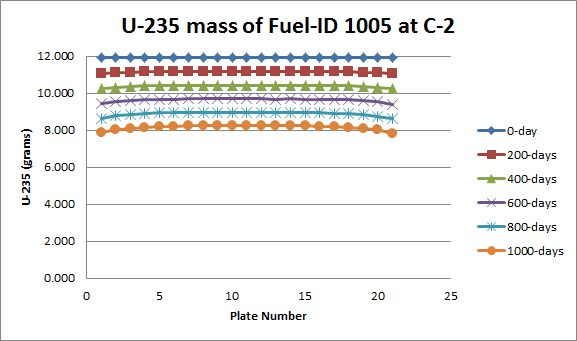 U-235 mass of Fuel-ID 1005 at C-2
12.000
10.000
8.000
6.000
4.000
2.000
0.000
U-235 (grams)
0 5 10 15 20 25
Plate Number
0-day
200-days
400-days
600-days
800-days
1000-days